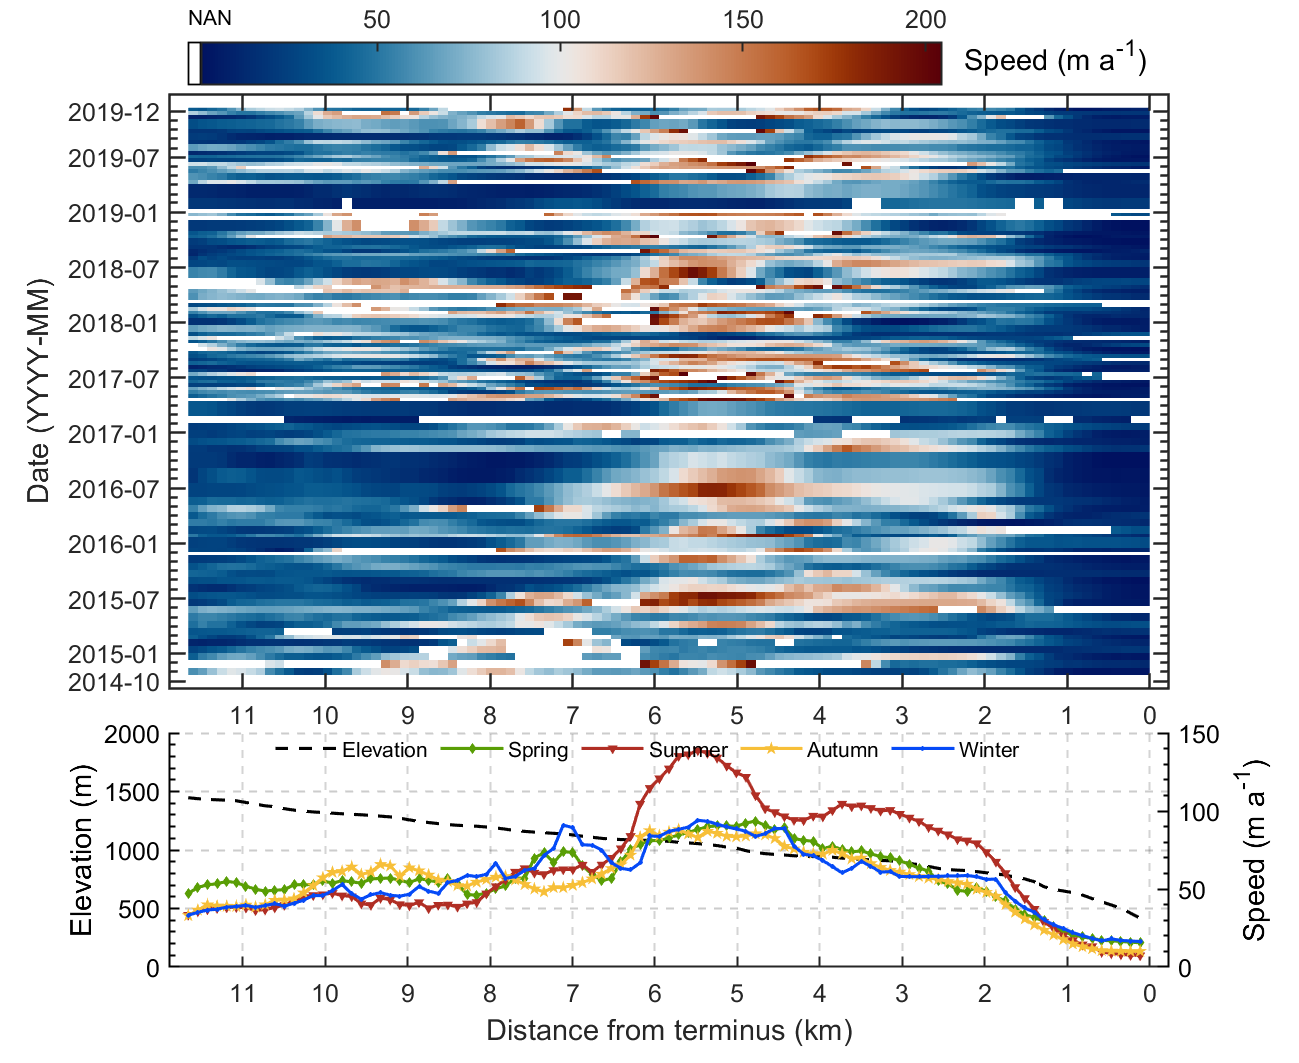 NAN 50 100 150 200
Speed (m a-1)
2019-12
2019-07
2019-01
2018-07
2018-01
2017-07
2017-01
2016-07
2016-01
2015-07
2015-01
2014-10
Date (YYYY-MM)
11 10 9 8 7 6 5 4 3 2 1 0
Elevation Spring Summer Autumn Winter
2000
1500
1000
500
0
Elevation (m)
150
100
50
0
Speed (m a-1)
11 10 9 8 7 6 5 4 3 2 1 0
Distance from terminus (km)